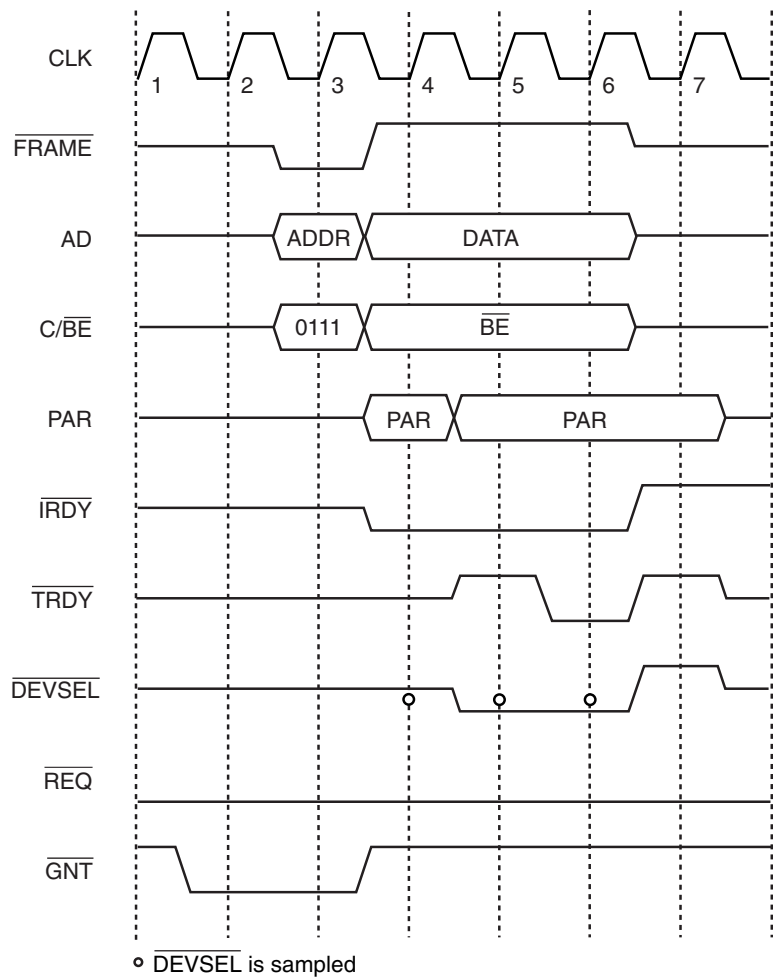 CLK
1 2 3 4 5 6 7
FRAME
AD ADDR DATA
C/BE 0111 BE
PAR PAR PAR
IRDY
TRDY
DEVSEL
REQ
GNT
DEVSEL is sampled